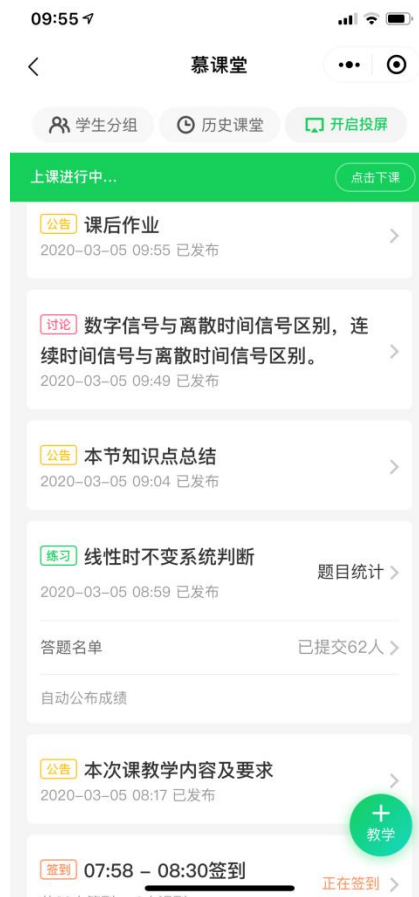 09:55
慕课堂
学生分组 历史课堂 开启投屏
上课进行中... 点击下课
公告 课后作业
2020-03-05 09:55 已发布
讨论 数字信号与离散时间信号区别，连
续时间信号与离散时间信号区别。
2020-03-05 09:49 已发布
公告 本节知识点总结
2020-03-05 09:04 已发布
练习 线性时不变系统判断
题目统计
2020-03-05 08:59 已发布
答题名单 已提交62人
自动公布成绩
公告 本次课教学内容及要求
2020-03-05 08:17 已发布
教学
签到 07:58 - 08:30签到
正在签到